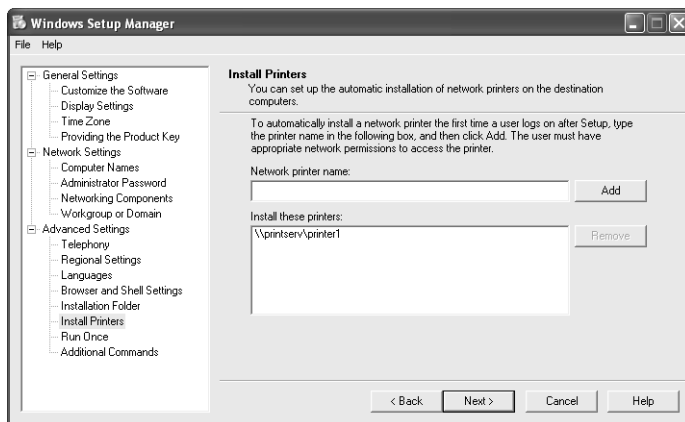 Windows Setup Manager
File Help
General Settings
Customize the Software
Display Settings
Time Zone
Providing the Product Key
Network Settings
Computer Names
Administrator Password
Networking Components
Workgroup or Domain
Advanced Settings
Telephony
Regional Settings
Languages
Browser and Shell Settings
Installation Folder
Install Printers
Run Once
Additional Commands
Install Printers
You can set up the automatic installation of network printers on the destination
computers.
To automatically install a network printer the first time a user logs on after Setup, type
the printer name in the following box, and then click Add. The user must have
appropriate network permissions to access the printer.
Network printer name:
Add
Install these printers:
\\printserv\printer1
Remove
< Back Next > Cancel Help